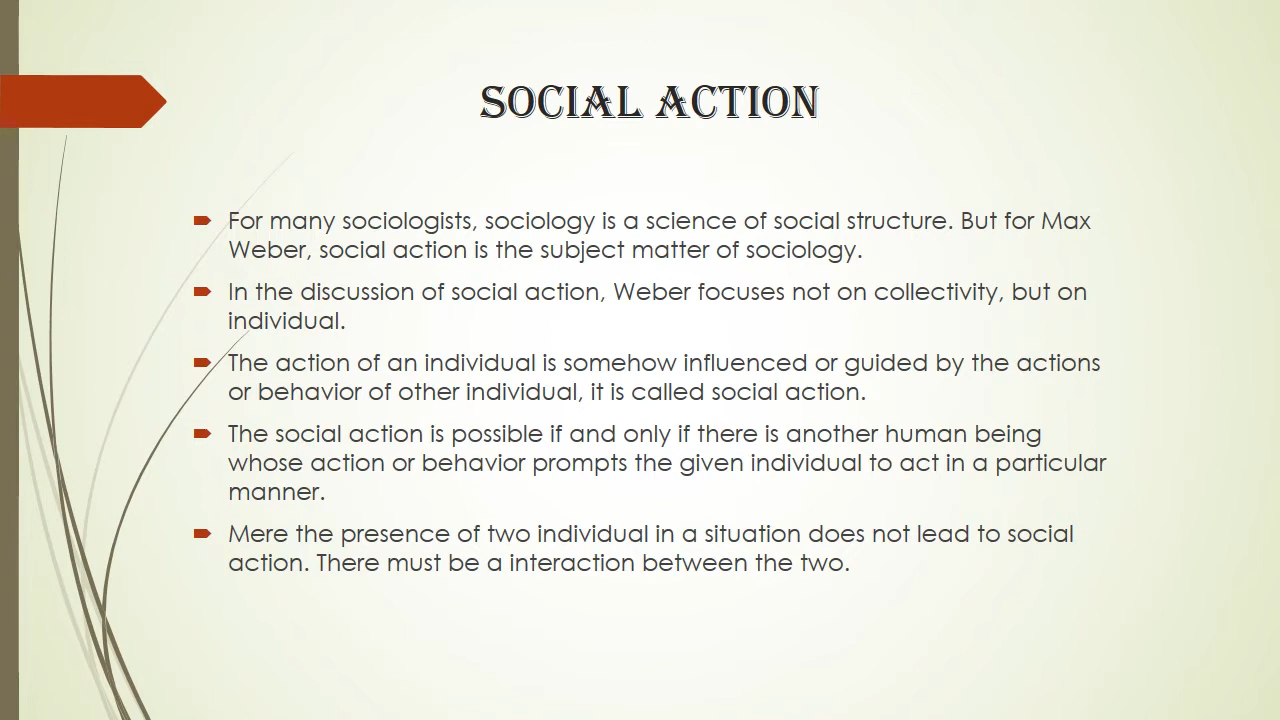 SOCIAL ACTION
For many sociologists, sociology is a science of social structure. But for Max
Weber, social action is the subject matter of sociology.
In the discussion of social action, Weber focuses not on collectivity, but on
individual.
The action of an individual is somehow influenced or guided by the actions
or behavior of other individual, it is called social action.
The social action is possible if and only if there is another human being
whose action or behavior prompts the given individual to act in a particular
manner.
Mere the presence of two individual in a situation does not lead to social
action. There must be a interaction between the two.